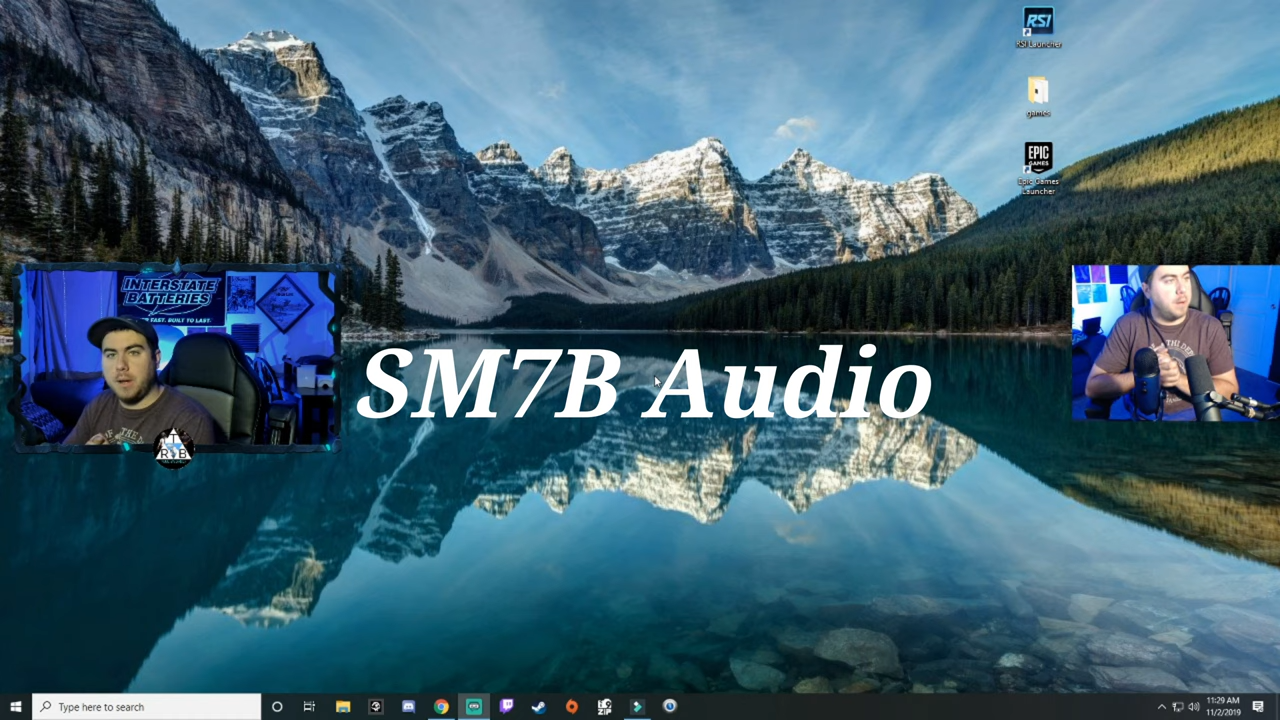 RSI
RSI Launcher
games
EPIC
GAMES
Epic Games
Launcher
INTERSTATE
BATTERIES
SM7B Audio
Type here to search
11:29 AM
11/2/2019